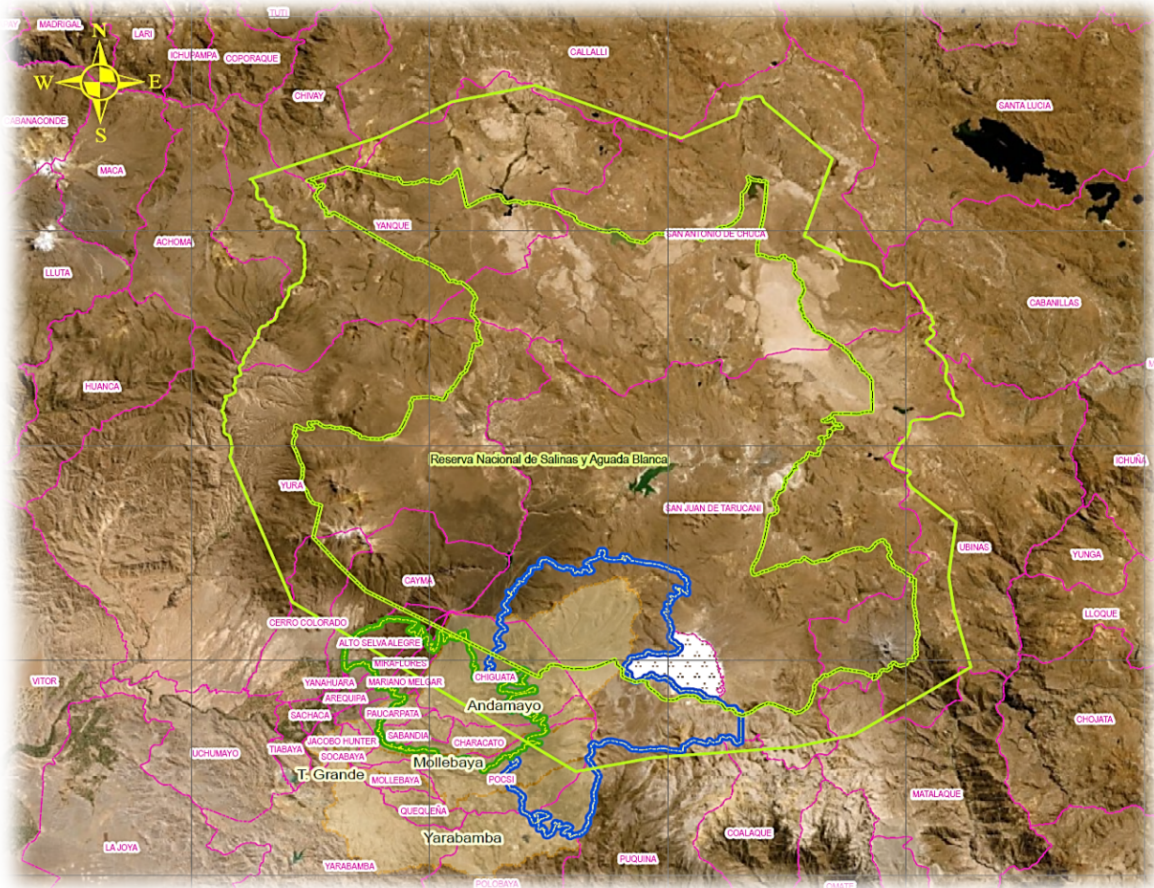 TUTI
MADRIGAL
LARI
N
ICHUPAMPA
COPORAQUE
CALLALLI
W
E
CHIVAY
SANTA LUCIA
S
MACA
YANQUE
SAN ANTONIO DE CHUCA
ACHOMA
LLUTA
CABANILLAS
HUANCA
Reserva Nacional de Salinas y Aguada Blanca
ICHUÑA
YURA
SAN JUAN DE TARUCANI
UBINAS
YUNGA
CAYMA
LLOQUE
CERRO COLORADO
ALTO SELVA ALEGRE
MIRAFLORES
CHIGUATA
VITOR
YANAHUARA
MARIANO MELGAR
AREQUIPA
Andamayo
SACHACA
PAUCARPATA
CHOJATA
SABANDIA
JACOBO HUNTER
CHARACATO
TIABAYA
UCHUMAYO
SOCABAYA
Mollebaya
T. Grande
MOLLEBAYA
POCSI
MATALAQUE
QUEQUEÑA
COALAQUE
Yarabamba
LA JOYA
PUQUINA
YARABAMBA
POLOBAYA
OMATE